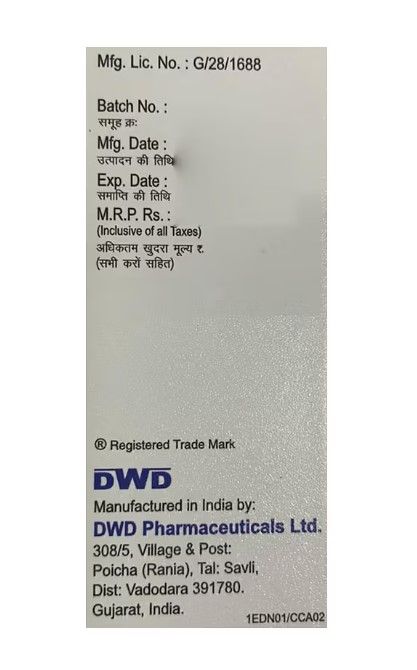 Mfg. Lic. No. : G/28/1688
Batch No. :
समूह क्रः
Mfg. Date :
उत्पादन की तिथि
Exp. Date :
समाप्ति की तिथि
M.R.P. Rs. :
(Inclusive of all Taxes)
अधिकतम खुदरा मूल्य रु.
(सभी करों सहित)
® Registered Trade Mark
DWD
Manufactured in India by:
DWD Pharmaceuticals Ltd.
308/5, Village & Post:
Poicha (Rania), Tal: Savli,
Dist: Vadodara 391780.
Gujarat, India.
1EDN01/CCA02